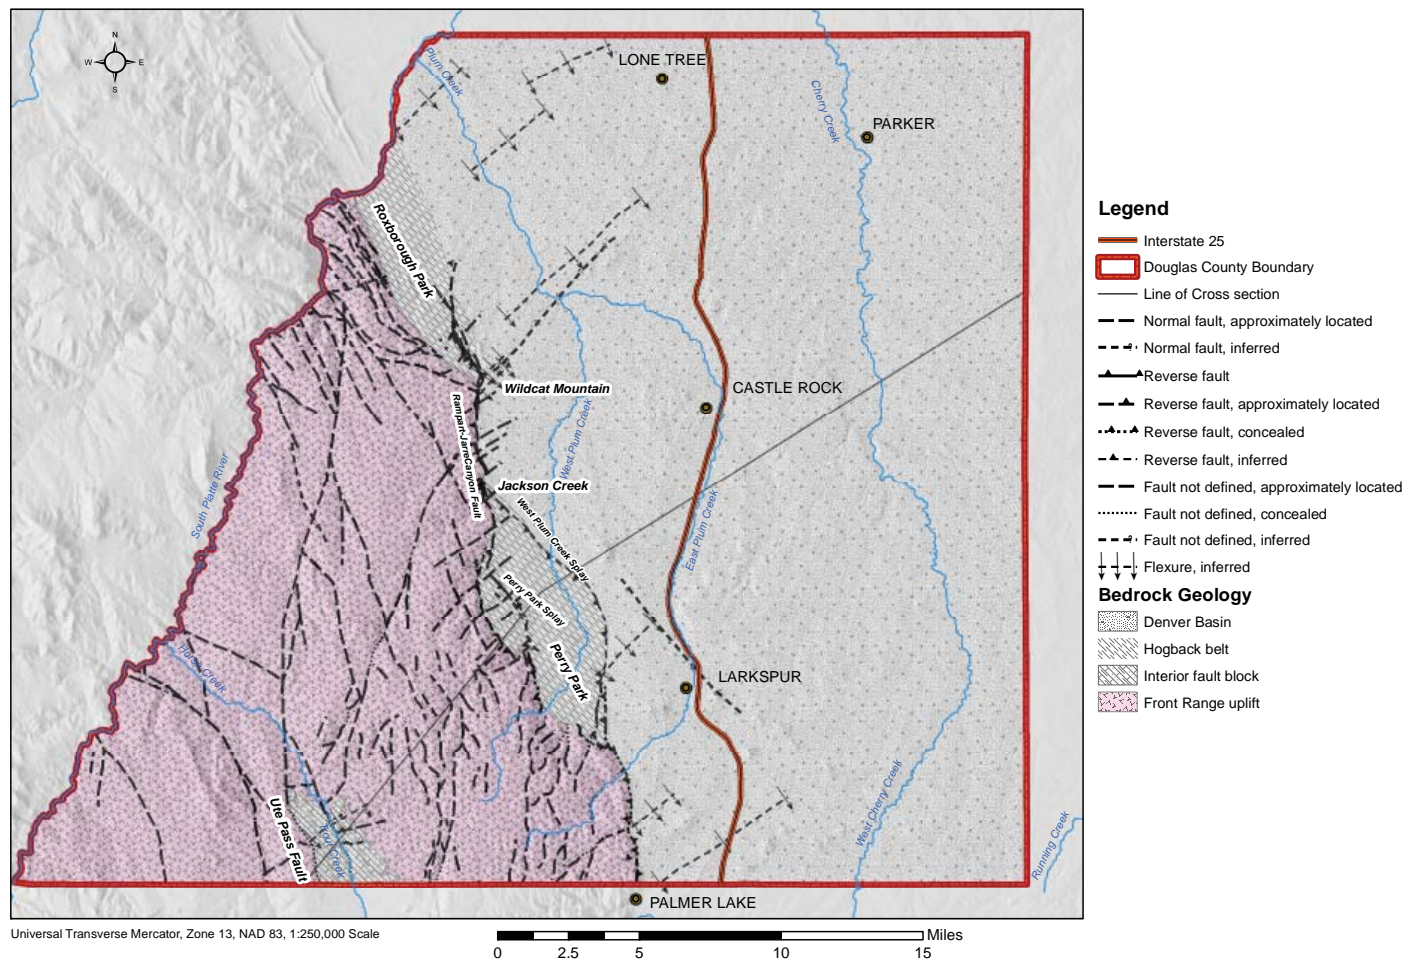 N
W
E
S
Plum Creek
LONE TREE
Cherry Creek
PARKER
Roxborough Park
Wildcat Mountain
CASTLE ROCK
Rampart-JarreCanyon Fault
West Plum Creek
Jackson Creek
South Platte River
West Plum Creek Splay
East Plum Creek
Perry Park Splay
Perry Park
Horse Creek
LARKSPUR
Ute Pass Fault
Trout Creek
West Cherry Creek
Running Creek
PALMER LAKE
Legend
Interstate 25
Douglas County Boundary
Line of Cross section
Normal fault, approximately located
Normal fault, inferred
Reverse fault
Reverse fault, approximately located
Reverse fault, concealed
Reverse fault, inferred
Fault not defined, approximately located
Fault not defined, concealed
Fault not defined, inferred
Flexure, inferred
Bedrock Geology
Denver Basin
Hogback belt
Interior fault block
Front Range uplift
Universal Transverse Mercator, Zone 13, NAD 83, 1:250,000 Scale
Miles
0 2.5 5 10 15